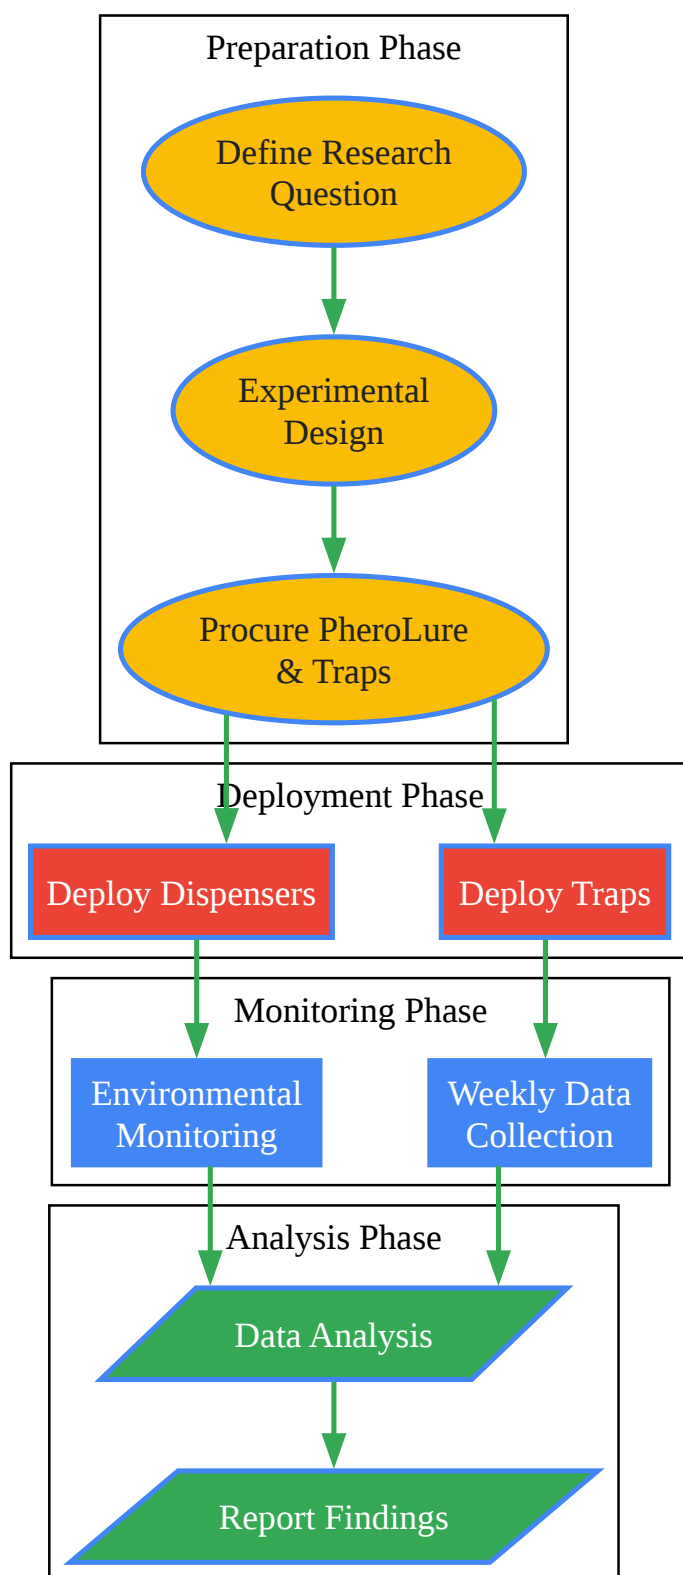 Preparation Phase
Define Research
Question
Experimental
Design
Procure PheroLure
& Traps
Deployment Phase
Deploy Dispensers
Deploy Traps
Monitoring Phase
Environmental
Monitoring
Weekly Data
Collection
Analysis Phase
Data Analysis
Report Findings